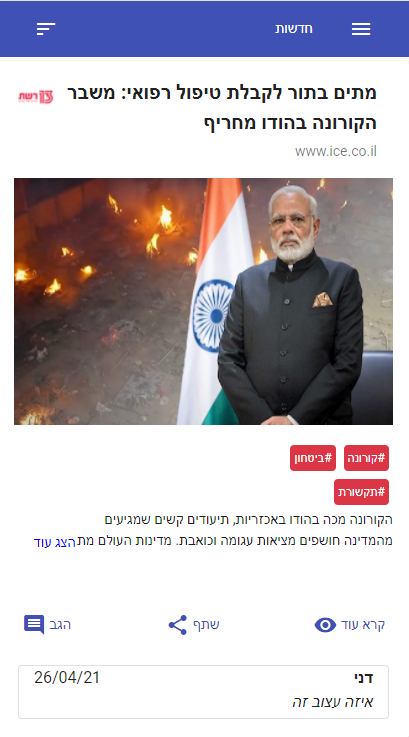 חדשות
מתים בתור לקבלת טיפול רפואי: משבר
הקורונה בהודו מחריף
רשת 13
www.ice.co.il
#קורונה #ביטחון
#תקשורת
הקורונה מכה בהודו באכזריות, תיעודים קשים שמגיעים
מהמדינה חושפים מציאות עגומה וכואבת. מדינות העולם מת הצג עוד
קרא עוד שתף הגב
דני 26/04/21
איזה עצוב זה